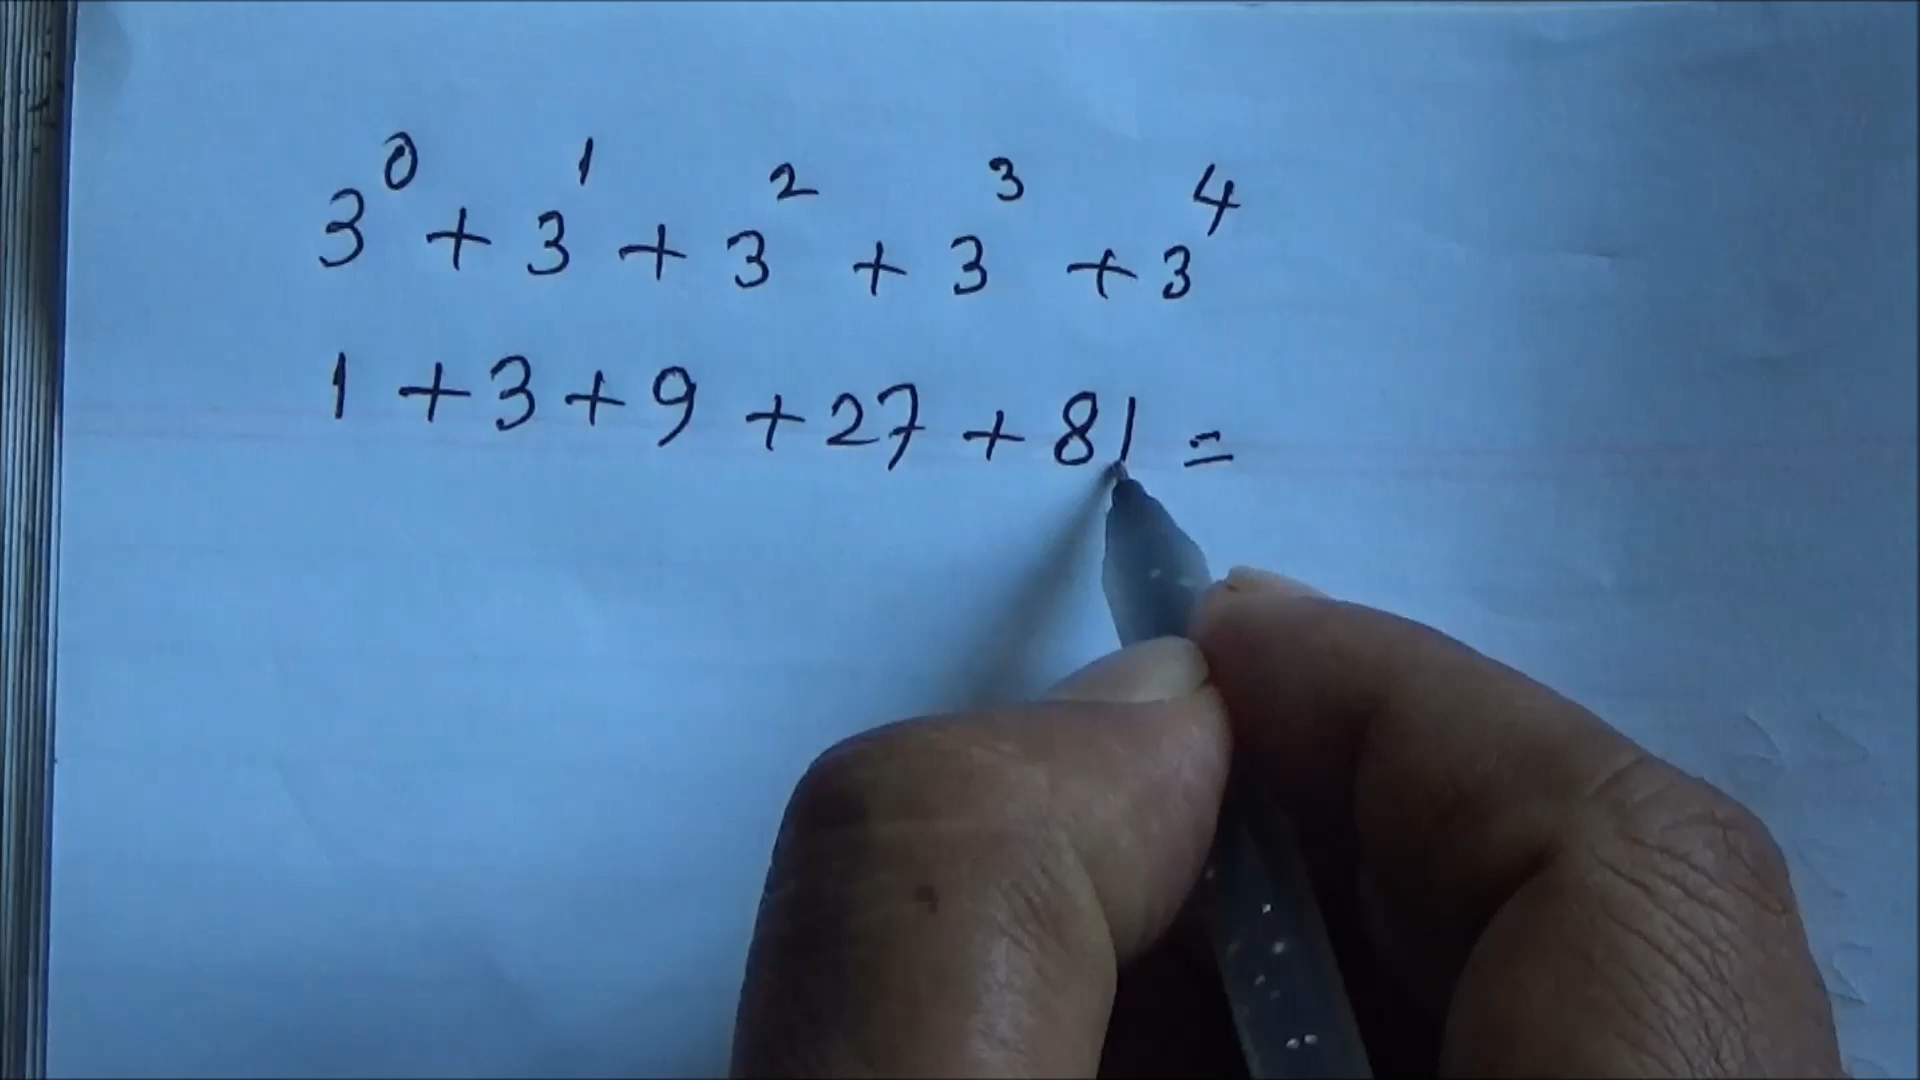 3⁰ + 3¹ + 3² + 3³ + 3⁴
1 + 3 + 9 + 27 + 81 =